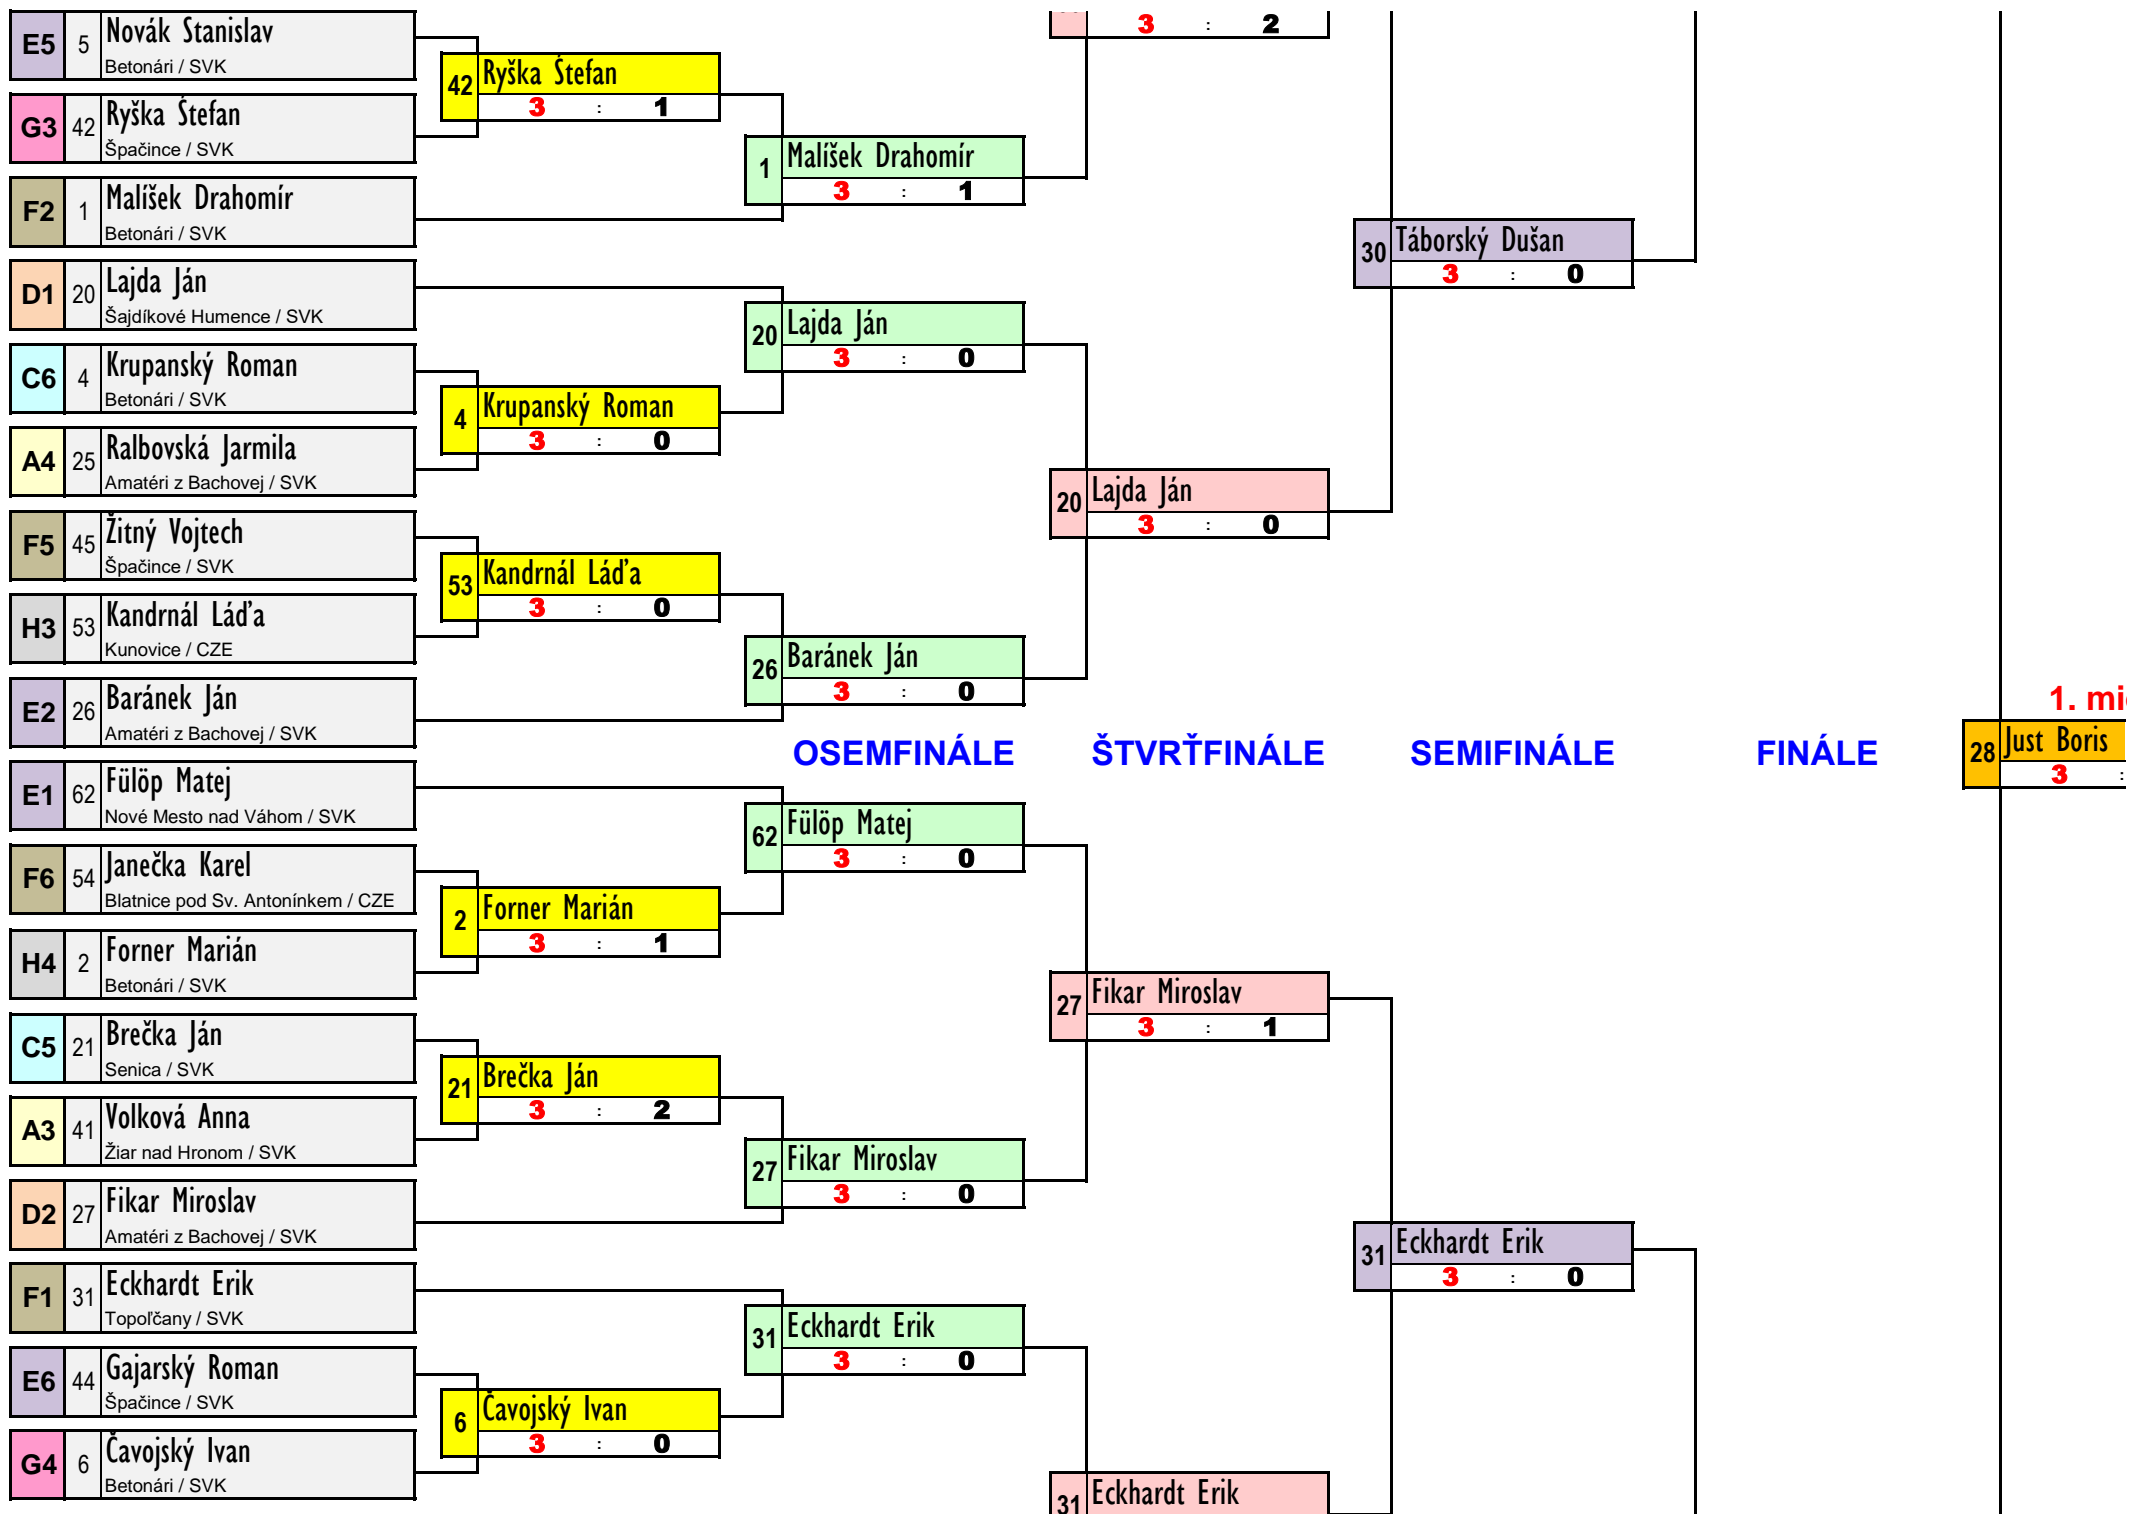 E5 5 Novák Stanislav
Betonári / SVK
G3 42 Ryška Štefan
Špačince / SVK
F2 1 Malíšek Drahomír
Betonári / SVK
D1 20 Lajda Ján
Šajdíkové Humence / SVK
C6 4 Krupanský Roman
Betonári / SVK
A4 25 Ralbovská Jarmila
Amatéri z Bachovej / SVK
F5 45 Žitný Vojtech
Špačince / SVK
H3 53 Kandrnál Láďa
Kunovice / CZE
E2 26 Baránek Ján
Amatéri z Bachovej / SVK
E1 62 Fülöp Matej
Nové Mesto nad Váhom / SVK
F6 54 Janečka Karel
Blatnice pod Sv. Antonínkem / CZE
H4 2 Forner Marián
Betonári / SVK
C5 21 Brečka Ján
Senica / SVK
A3 41 Volková Anna
Žiar nad Hronom / SVK
D2 27 Fikar Miroslav
Amatéri z Bachovej / SVK
F1 31 Eckhardt Erik
Topoľčany / SVK
E6 44 Gajarský Roman
Špačince / SVK
G4 6 Čavojský Ivan
Betonári / SVK
42 Ryška Štefan
3 : 1
4 Krupanský Roman
3 : 0
53 Kandrnál Láďa
3 : 0
2 Forner Marián
3 : 1
21 Brečka Ján
3 : 2
6 Čavojský Ivan
3 : 0
1 Malíšek Drahomír
3 : 1
20 Lajda Ján
3 : 0
26 Baránek Ján
3 : 0
OSEMFINÁLE ŠTVRŤFINÁLE SEMIFINÁLE FINÁLE
62 Fülöp Matej
3 : 0
27 Fikar Miroslav
3 : 0
31 Eckhardt Erik
3 : 0
3 : 2
20 Lajda Ján
3 : 0
27 Fikar Miroslav
3 : 1
31 Eckhardt Erik
30 Táborský Dušan
3 : 0
31 Eckhardt Erik
3 : 0
1. mi
28 Just Boris
3 :